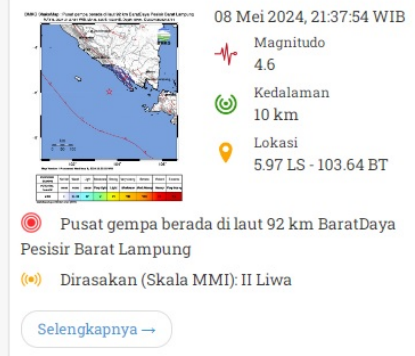 08 Mei 2024, 21:37:54 WIB
Magnitudo
4.6
Kedalaman
10 km
Lokasi
5.97 LS - 103.64 BT
Pusat gempa berada di laut 92 km BaratDaya
Pesisir Barat Lampung
Dirasakan (Skala MMI): II Liwa
Selengkapnya →